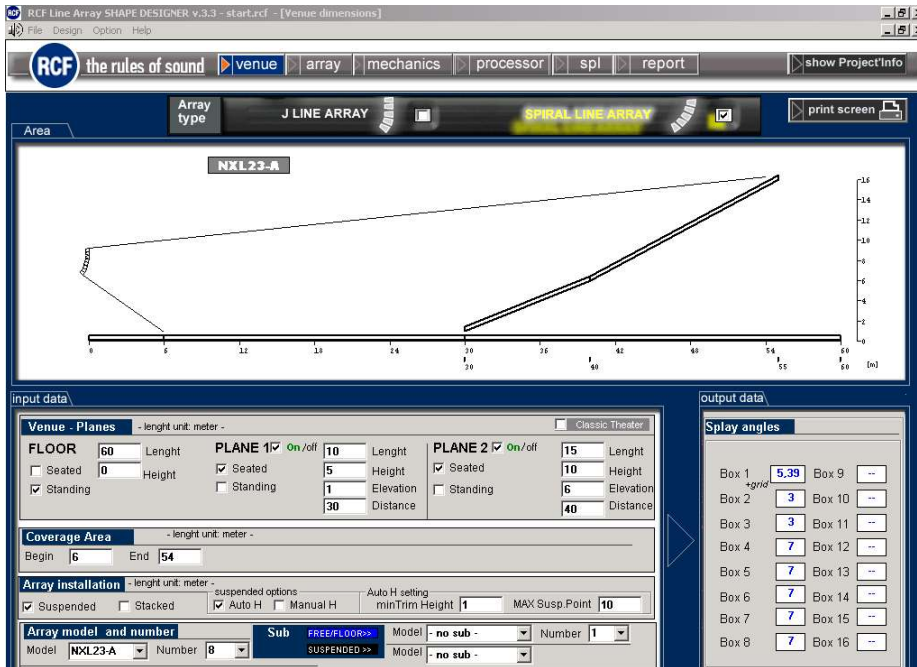 RCF Line Array SHAPE DESIGNER v.3.3 - start.rcf - [Venue dimensions]
File Design Option Help
RCF the rules of sound venue array mechanics processor spl report show Project'Info
Array type J LINE ARRAY SPIRAL LINE ARRAY print screen
Area
NXL23-A
16
14
12
10
8
6
4
2
0
0 6 12 18 24 30 36 42 48 54 60
30 40 55 60 [m]
input data output data
Venue - Planes - lenght unit: meter - Classic Theater Splay angles
FLOOR 60 Lenght PLANE 1 On/off 10 Lenght PLANE 2 On/off 15 Lenght
Seated 0 Height Seated 5 Height Seated 10 Height
Standing Standing 1 Elevation Standing 6 Elevation
30 Distance 40 Distance
Coverage Area - lenght unit: meter -
Begin 6 End 54
Array installation - lenght unit: meter - suspended options Auto H setting
Suspended Stacked Auto H Manual H minTrim Height 1 MAX Susp.Point 10
Array model and number Sub FREE/FLOOR>> Model - no sub - Number 1
Model NXL23-A Number 8 SUSPENDED >> Model - no sub -
Box 1 +grid 5,39 Box 9 --
Box 2 3 Box 10 --
Box 3 3 Box 11 --
Box 4 7 Box 12 --
Box 5 7 Box 13 --
Box 6 7 Box 14 --
Box 7 7 Box 15 --
Box 8 7 Box 16 --